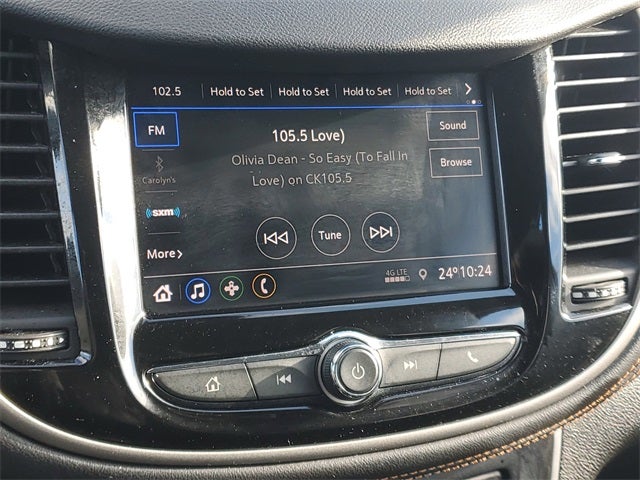 102.5 Hold to Set Hold to Set Hold to Set Hold to Set
FM
105.5 Love)
Sound
Olivia Dean - So Easy (To Fall In
Love) on CK105.5
Browse
Carolyn's
((sxm))
Tune
More
4G LTE
24° 10:24